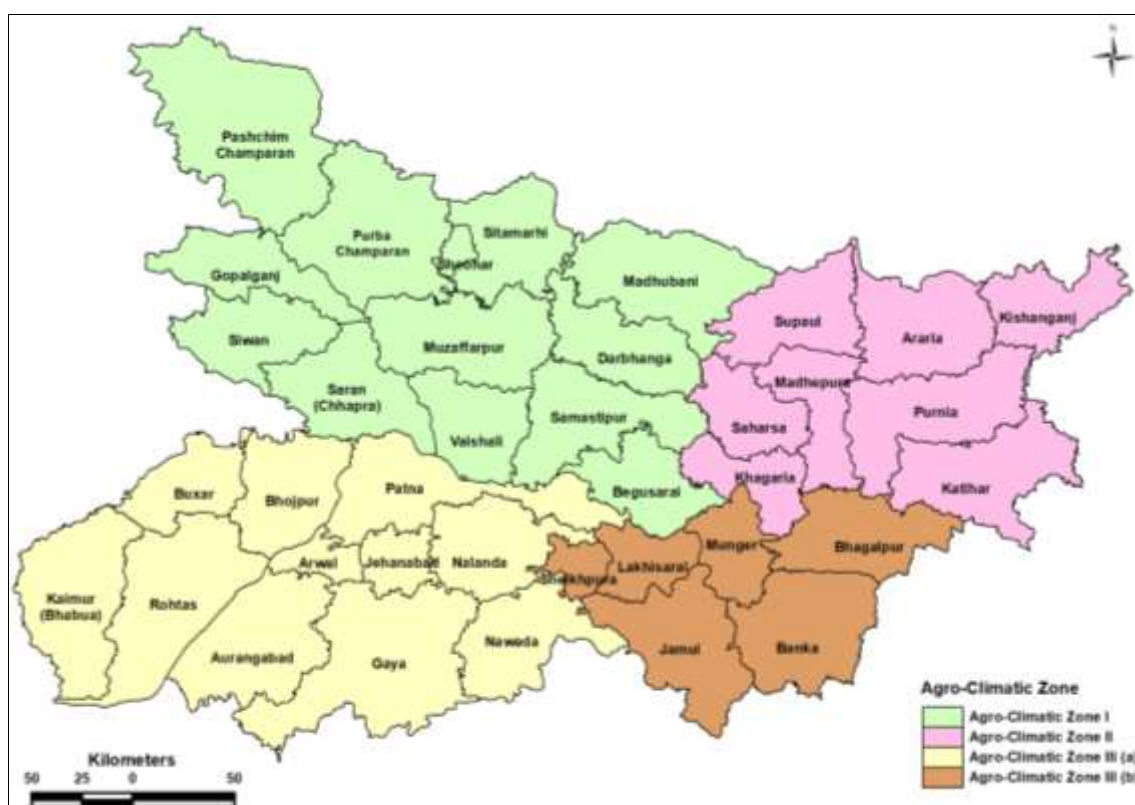 N
Pashchim
Champaran
Purba
Champaran
Sitamarhi
Sheohar
Gopalganj
Madhubani
Siwan
Muzaffarpur
Darbhanga
Supaul
Araria
Kishanganj
Saran
(Chhapra)
Vaishali
Samastipur
Madhepura
Saharsa
Purnia
Begusarai
Khagaria
Katihar
Buxar
Bhojpur
Patna
Arwal
Jehanabad
Nalanda
Sheikhpura
Lakhisarai
Munger
Bhagalpur
Kaimur
(Bhabua)
Rohtas
Aurangabad
Gaya
Nawada
Jamui
Banka
Agro-Climatic Zone
Agro-Climatic Zone I
Agro-Climatic Zone II
Agro-Climatic Zone III (a)
Agro-Climatic Zone III (b
Kilometers
50 25 0 50